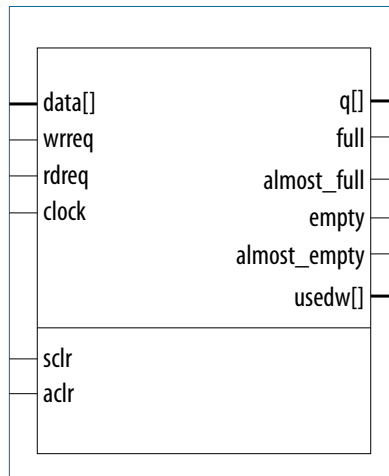 data[]
wrreq
rdreq
clock
q[]
full
almost_full
empty
almost_empty
usedw[]
sclr
aclr